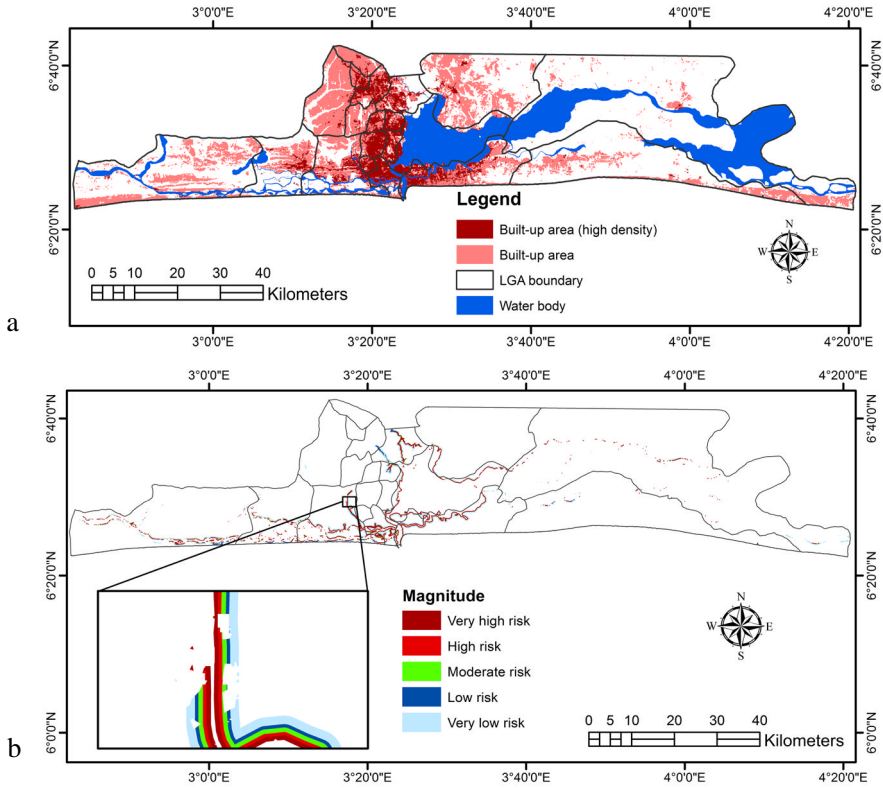 3°0'0"E 3°20'0"E 3°40'0"E 4°0'0"E 4°20'0"E
6°40'0"N 6°40'0"N
6°20'0"N 6°20'0"N
Legend
Built-up area (high density)
Built-up area
LGA boundary
Water body
N
W E
S
0 5 10 20 30 40
Kilometers
a
3°0'0"E 3°20'0"E 3°40'0"E 4°0'0"E 4°20'0"E
3°0'0"E 3°20'0"E 3°40'0"E 4°0'0"E 4°20'0"E
6°40'0"N 6°40'0"N
6°20'0"N 6°20'0"N
6°0'0"N 6°0'0"N
Magnitude
Very high risk
High risk
Moderate risk
Low risk
Very low risk
N
W E
S
0 5 10 20 30 40
Kilometers
b
3°0'0"E 3°20'0"E 3°40'0"E 4°0'0"E 4°20'0"E